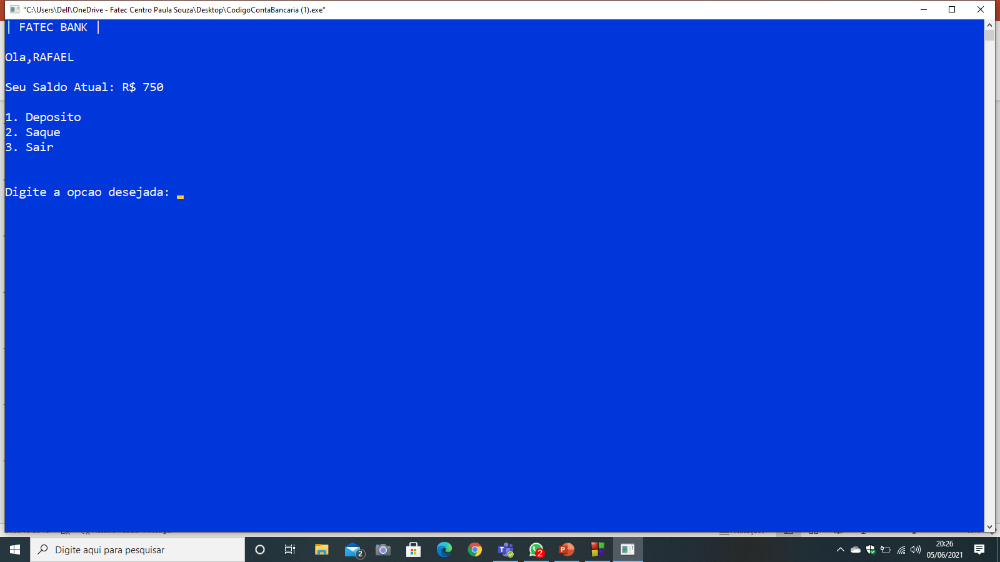 "C:\Users\Dell\OneDrive - Fatec Centro Paula Souza\Desktop\CodigoContaBancaria (1).exe"
| FATEC BANK |
Ola,RAFAEL
Seu Saldo Atual: R$ 750
1. Deposito
2. Saque
3. Sair
Digite a opcao desejada:
Digite aqui para pesquisar
2
2
20:26
05/06/2021